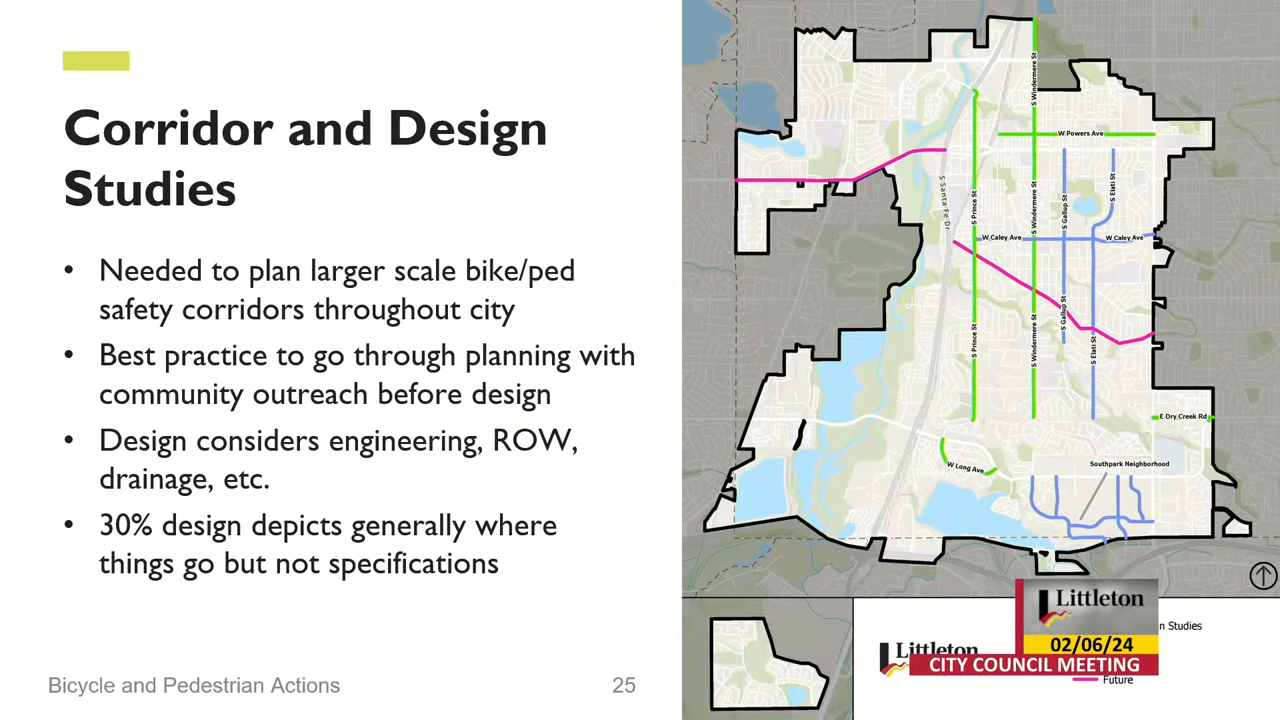 Corridor and Design
Studies
• Needed to plan larger scale bike/ped
safety corridors throughout city
• Best practice to go through planning with
community outreach before design
• Design considers engineering, ROW,
drainage, etc.
• 30% design depicts generally where
things go but not specifications
Bicycle and Pedestrian Actions
25
S Windermere St
W Powers Ave
S Santa Fe Dr
S Prince St
S Windermere St
S Gallup St
S Elati St
W Caley Ave
W Caley Ave
S Prince St
S Windermere St
S Gallup St
S Elati St
E Dry Creek Rd
W Long Ave
Southpark Neighborhood
Littleton
n Studies
Littleton
02/06/24
CITY COUNCIL MEETING
Future